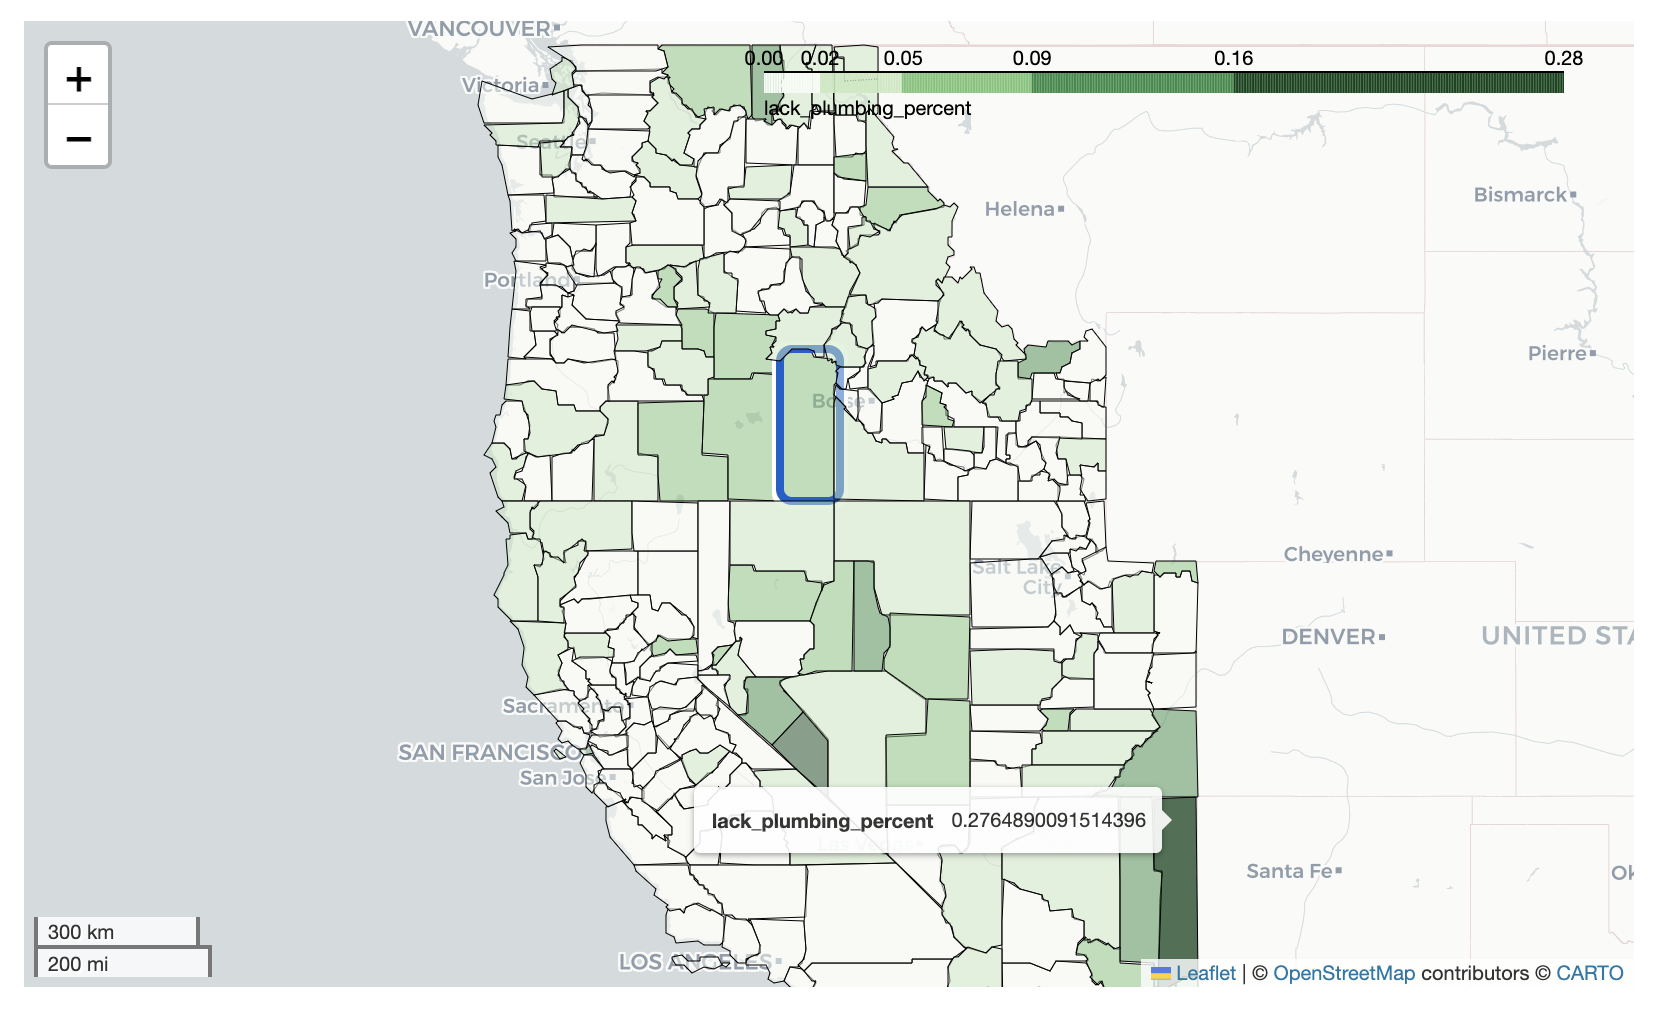 VANCOUVER
+
−
Victoria
0.00 0.02 0.05 0.09 0.16 0.28
lack_plumbing_percent
Seattle
Helena
Bismarck
Portland
Pierre
Boise
Cheyenne
Salt Lake
City
DENVER
UNITED STA
Sacramento
SAN FRANCISCO
San Jose
lack_plumbing_percent 0.2764890091514396
Las Vegas
Santa Fe
Ok
300 km
200 mi
LOS ANGELES
Leaflet | © OpenStreetMap contributors © CARTO